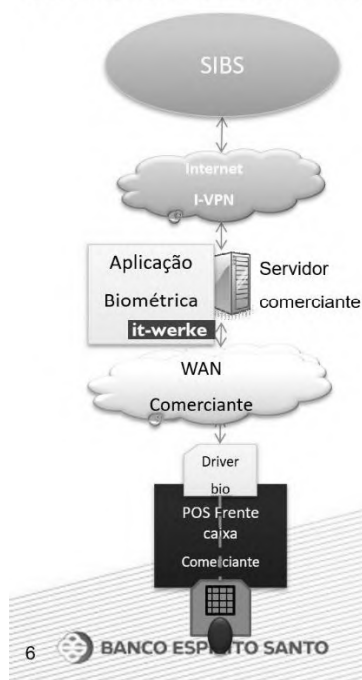 SIBS
Internet
I-VPN
Aplicação
Biométrica
it-werke
Servidor
comerciante
WAN
Comerciante
Driver
bio
POS Frente
caixa
Comerciante
6
BANCO ESPÍRITO SANTO